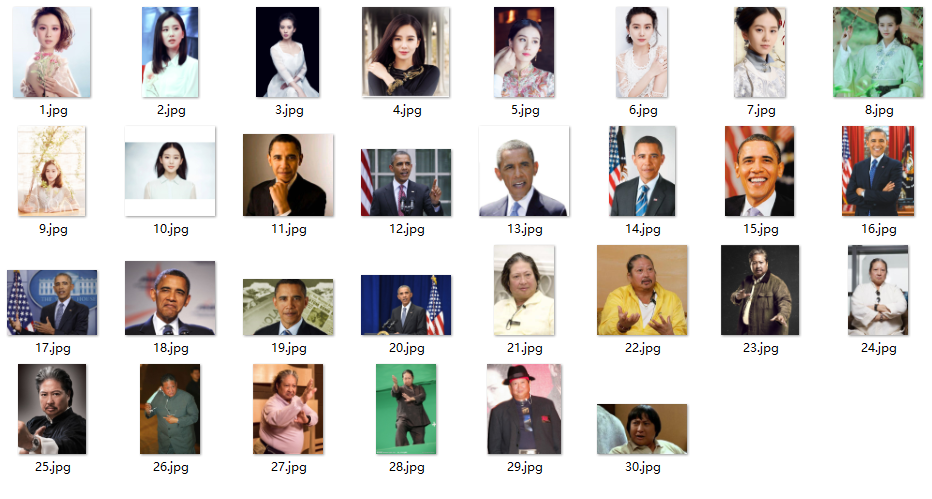 1.jpg 2.jpg 3.jpg 4.jpg 5.jpg 6.jpg 7.jpg 8.jpg
9.jpg 10.jpg 11.jpg 12.jpg 13.jpg 14.jpg 15.jpg 16.jpg
17.jpg 18.jpg 19.jpg 20.jpg 21.jpg 22.jpg 23.jpg 24.jpg
25.jpg 26.jpg 27.jpg 28.jpg 29.jpg 30.jpg